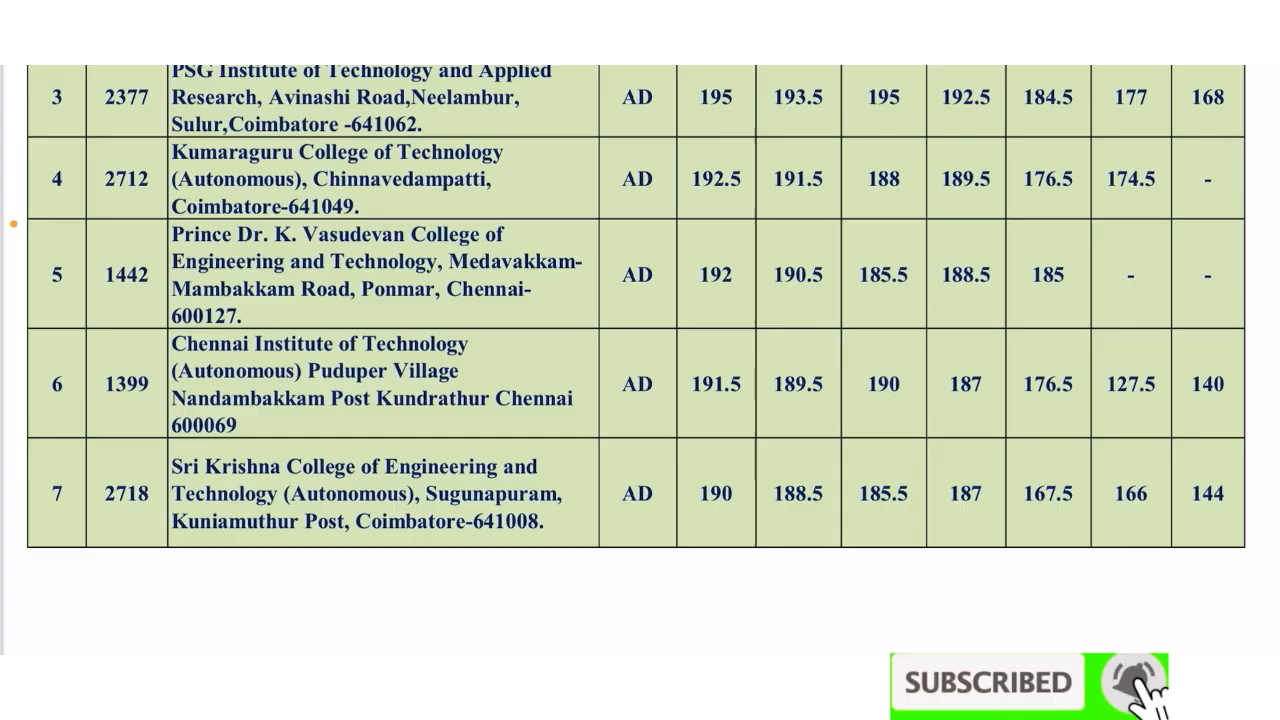 PSG Institute of Technology and Applied
3 2377 Research, Avinashi Road,Neelambur, AD 195 193.5 195 192.5 184.5 177 168
Sulur,Coimbatore -641062.
Kumaraguru College of Technology
4 2712 (Autonomous), Chinnavedampatti, AD 192.5 191.5 188 189.5 176.5 174.5 -
Coimbatore-641049.
Prince Dr. K. Vasudevan College of
Engineering and Technology, Medavakkam-
5 1442 Mambakkam Road, Ponmar, Chennai- AD 192 190.5 185.5 188.5 185 - -
600127.
Chennai Institute of Technology
(Autonomous) Puduper Village
6 1399 Nandambakkam Post Kundrathur Chennai AD 191.5 189.5 190 187 176.5 127.5 140
600069
Sri Krishna College of Engineering and
7 2718 Technology (Autonomous), Sugunapuram, AD 190 188.5 185.5 187 167.5 166 144
Kuniamuthur Post, Coimbatore-641008.
SUBSCRIBED